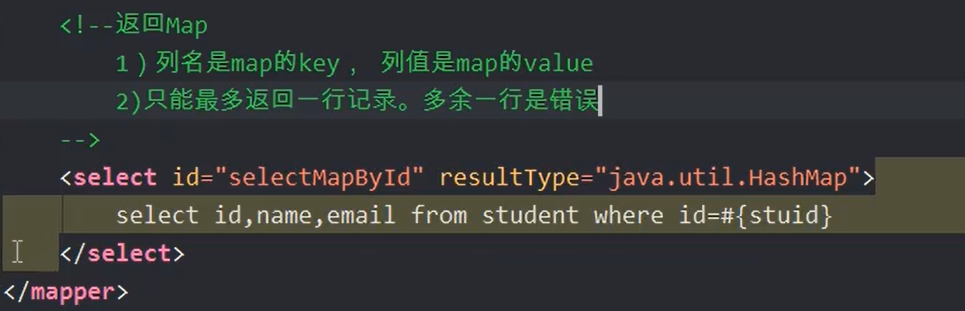 <!--返回Map
1）列名是map的key， 列值是map的value
2)只能最多返回一行记录。多余一行是错误
-->
<select id="selectMapById" resultType="java.util.HashMap">
select id,name,email from student where id=#{stuid}
</select>
</mapper>